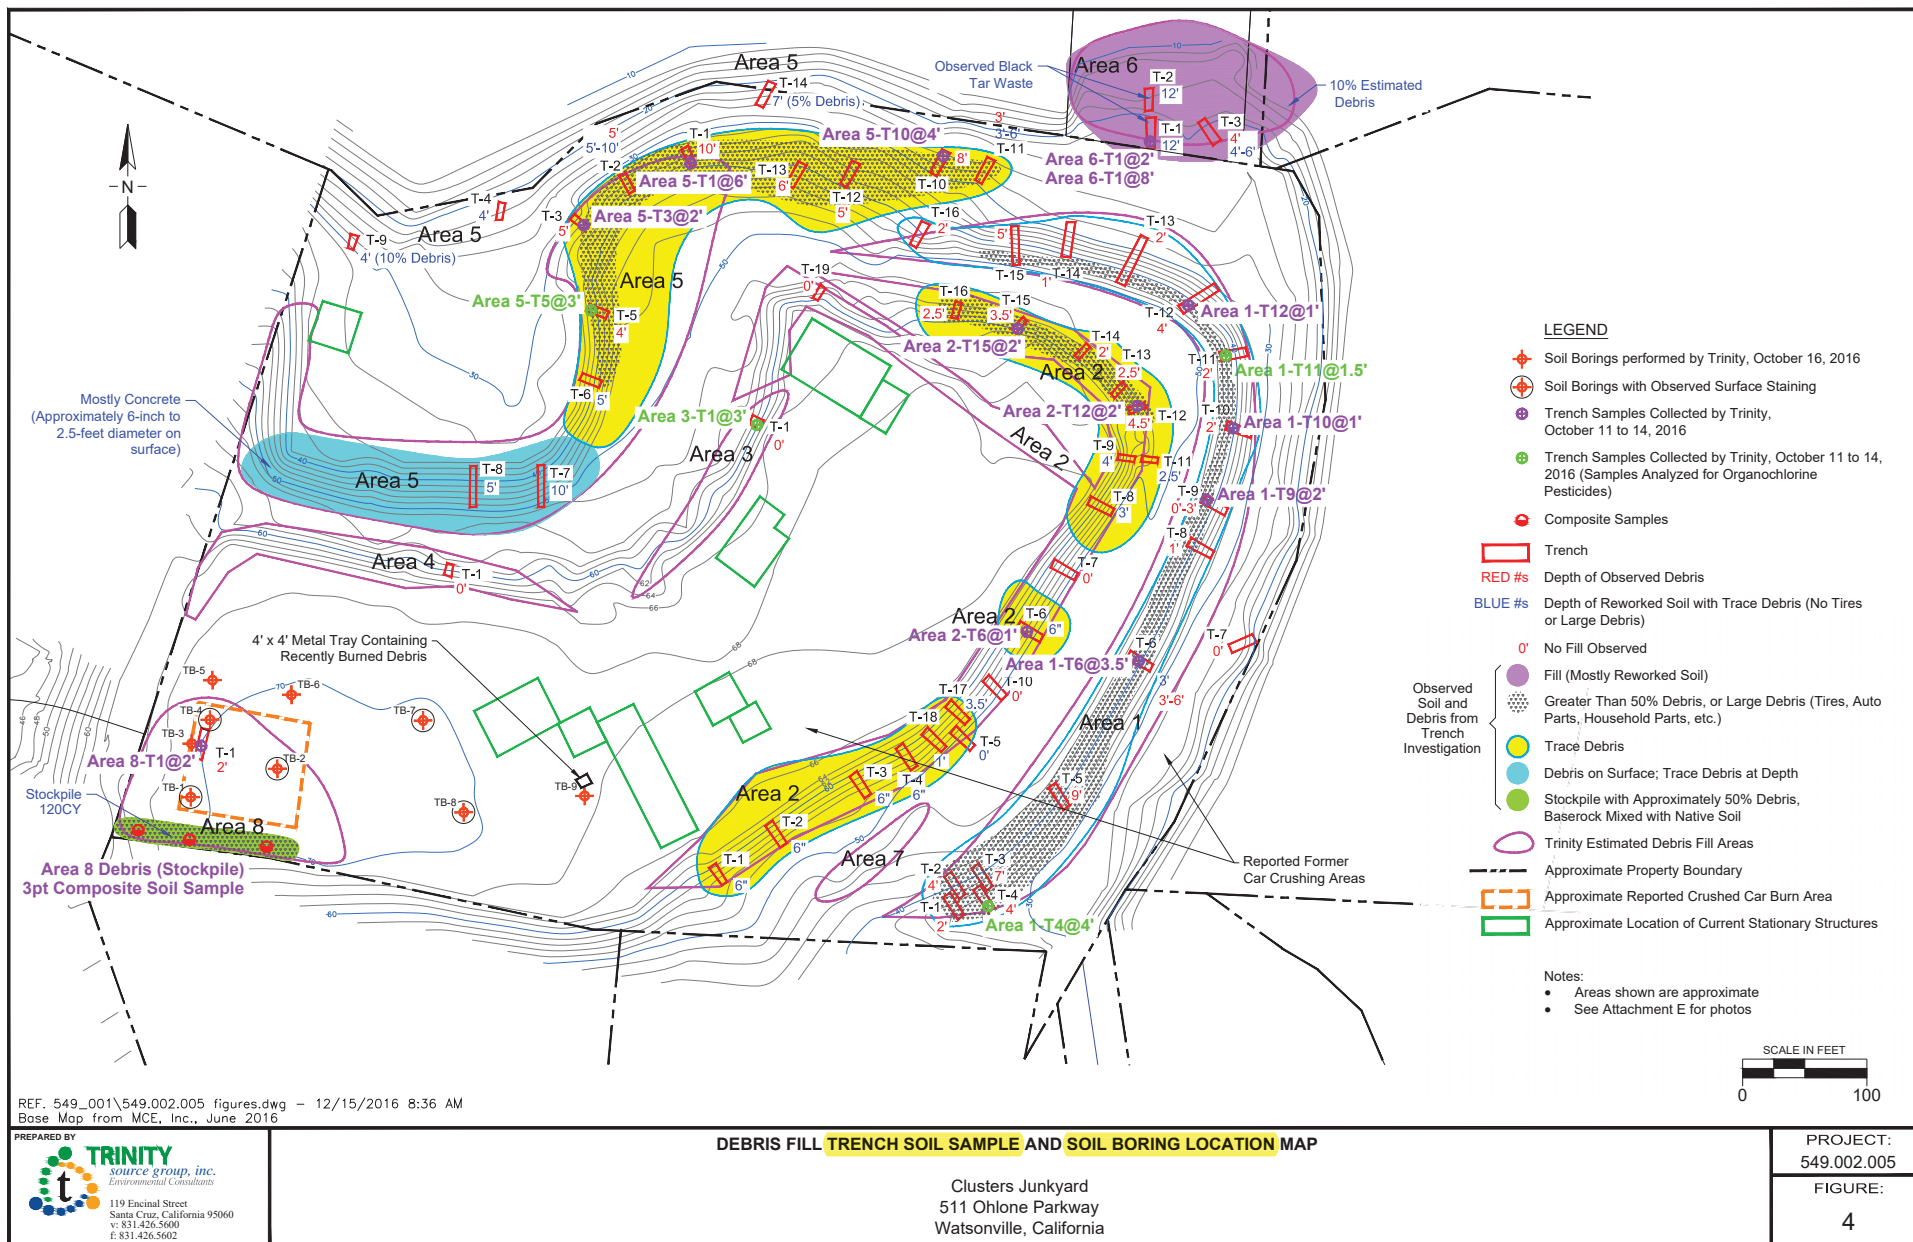 Area 5
T-14
7' (5% Debris)
Observed Black
Tar Waste
Area 6
T-2
12'
10% Estimated
Debris
T-1
12'
T-3
4'
4'-6'
3'
3'-6'
Area 6-T1@2'
Area 6-T1@8'
5'
5'-10'
T-1
10'
Area 5-T10@4'
8'
T-11
T-2
Area 5-T1@6'
T-13
6'
T-12
5'
T-10
T-4
4'
Area 5
T-9
4' (10% Debris)
T-3
5'
Area 5-T3@2'
T-16
2'
5'
T-13
2'
T-15
T-14
1'
Area 5
T-19
0'
Area 5-T5@3'
T-5
4'
T-16
2.5'
T-15
3.5'
Area 2-T15@2'
T-12
4'
Area 1-T12@1'
T-14
2'
T-13
2.5'
Area 2
T-11
2'
Area 1-T11@1.5'
T-6
5'
Mostly Concrete
(Approximately 6-inch to
2.5-feet diameter on
surface)
Area 3-T1@3'
T-1
0'
Area 3
Area 2-T12@2'
4.5'
T-12
T-10
2'
Area 1-T10@1'
Area 2
T-9
4'
T-11
2.5'
Area 5
T-8
5'
T-7
10'
T-8
3'
T-9
0'-3'
Area 1-T9@2'
T-8
1'
Area 4
T-1
0'
T-7
0'
Area 2
T-6
6"
Area 2-T6@1'
Area 1-T6@3.5'
T-6
3'
3'-6'
T-7
0'
4' x 4' Metal Tray Containing
Recently Burned Debris
TB-5
TB-6
TB-4
TB-7
TB-3
T-1
2'
TB-2
Area 8-T1@2'
TB-1
Stockpile
120CY
TB-8
TB-9
Area 8
Area 8 Debris (Stockpile)
3pt Composite Soil Sample
T-10
0'
T-17
3.5'
T-18
1'
T-5
0'
Area 1
T-3
6"
T-4
6"
Area 2
T-2
6"
T-1
6"
Area 7
T-5
9'
T-2
4'
T-3
7'
T-1
2'
T-4
4'
Area 1-T4@4'
Reported Former
Car Crushing Areas
N
LEGEND
Soil Borings performed by Trinity, October 16, 2016
Soil Borings with Observed Surface Staining
Trench Samples Collected by Trinity,
October 11 to 14, 2016
Trench Samples Collected by Trinity, October 11 to 14,
2016 (Samples Analyzed for Organochlorine
Pesticides)
Composite Samples
Trench
RED #s Depth of Observed Debris
BLUE #s Depth of Reworked Soil with Trace Debris (No Tires
or Large Debris)
0' No Fill Observed
Observed
Soil and
Debris from
Trench
Investigation
Fill (Mostly Reworked Soil)
Greater Than 50% Debris, or Large Debris (Tires, Auto
Parts, Household Parts, etc.)
Trace Debris
Debris on Surface; Trace Debris at Depth
Stockpile with Approximately 50% Debris,
Baserock Mixed with Native Soil
Trinity Estimated Debris Fill Areas
Approximate Property Boundary
Approximate Reported Crushed Car Burn Area
Approximate Location of Current Stationary Structures
Notes:
• Areas shown are approximate
• See Attachment E for photos
SCALE IN FEET
0 100
REF. 549_001\549.002.005 figures.dwg - 12/15/2016 8:36 AM
Base Map from MCE, Inc., June 2016
PREPARED BY
t
TRINITY
source group, inc.
Environmental Consultants
119 Encinal Street
Santa Cruz, California 95060
v: 831.426.5600
f: 831.426.5602
DEBRIS FILL TRENCH SOIL SAMPLE AND SOIL BORING LOCATION MAP
Clusters Junkyard
511 Ohlone Parkway
Watsonville, California
PROJECT:
549.002.005
FIGURE:
4